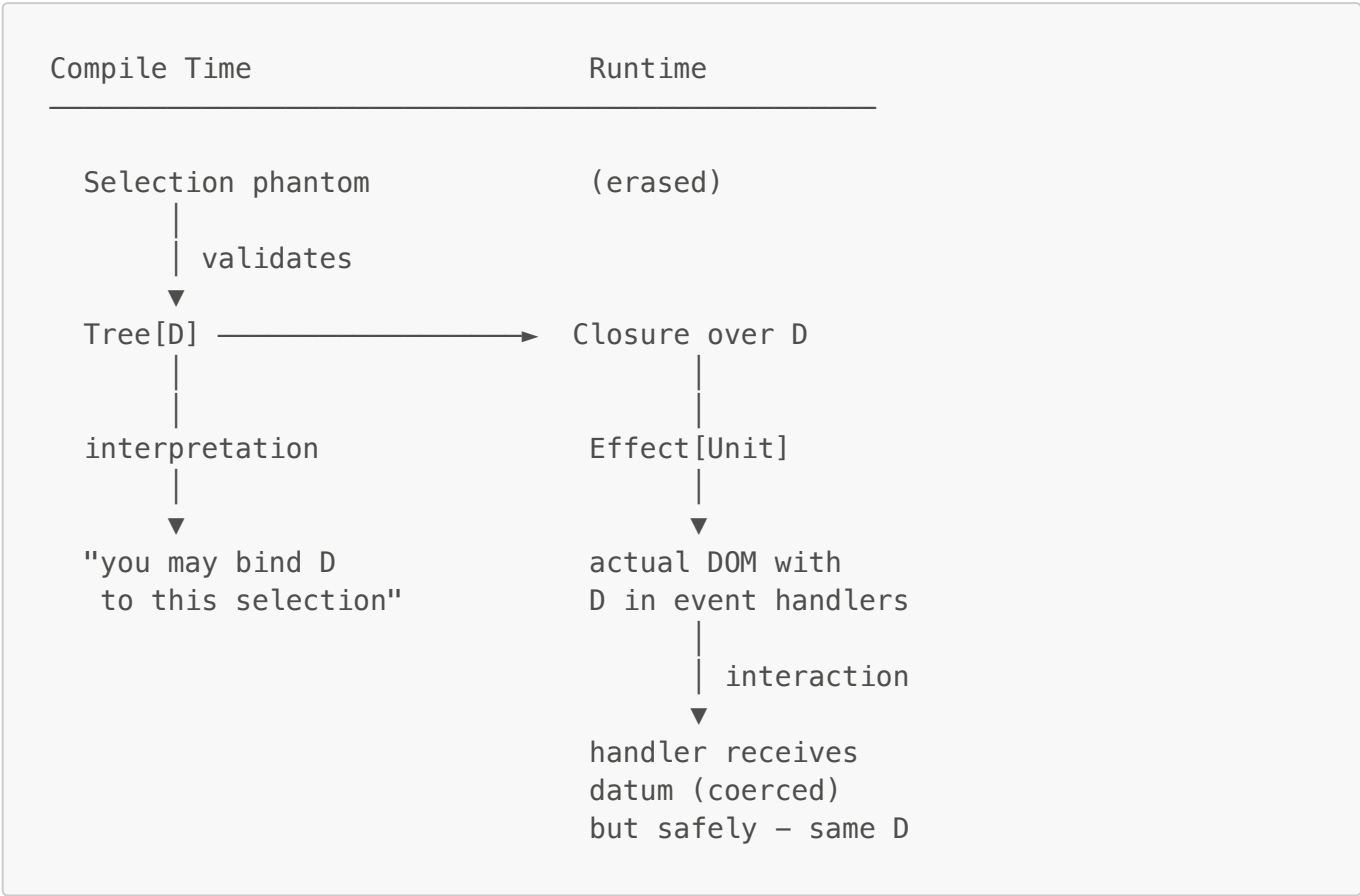 Compile Time Runtime
Selection phantom (erased)
validates
Tree[D] Closure over D
interpretation Effect[Unit]
"you may bind D actual DOM with
to this selection" D in event handlers
interaction
handler receives
datum (coerced)
but safely – same D